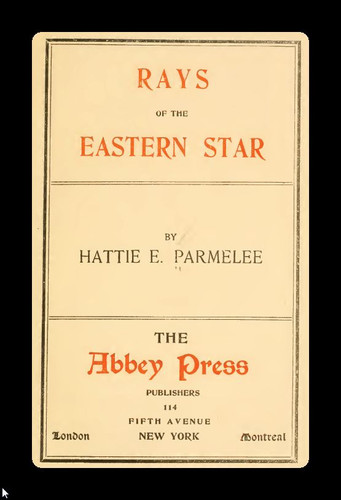 RAYS
OF THE
EASTERN STAR
BY
HATTIE E. PARMELEE
THE
Abbey Press
PUBLISHERS
114
FIFTH AVENUE
London NEW YORK Montreal